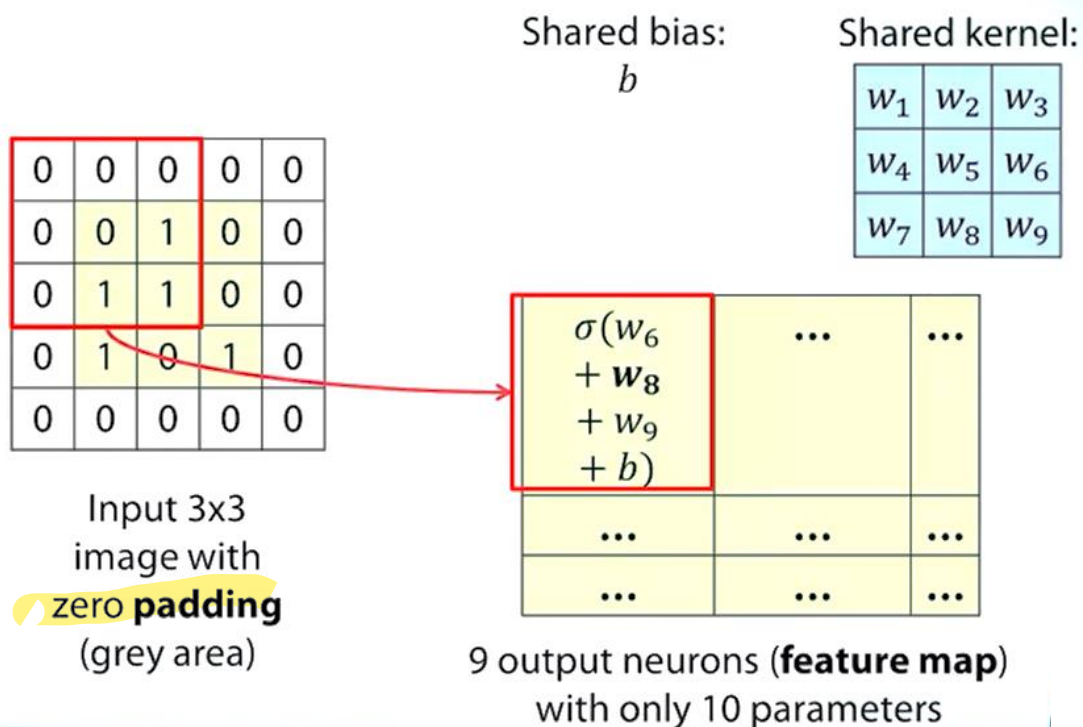 Shared bias:
b
Shared kernel:
w₁ w₂ w₃
w₄ w₅ w₆
w₇ w₈ w₉
0 0 0 0 0
0 0 1 0 0
0 1 1 0 0
0 1 0 1 0
0 0 0 0 0
Input 3x3
image with
zero padding
(grey area)
σ(w₆
+ w₈
+ w₉
+ b)
... ...
... ... ...
... ... ...
9 output neurons (feature map)
with only 10 parameters